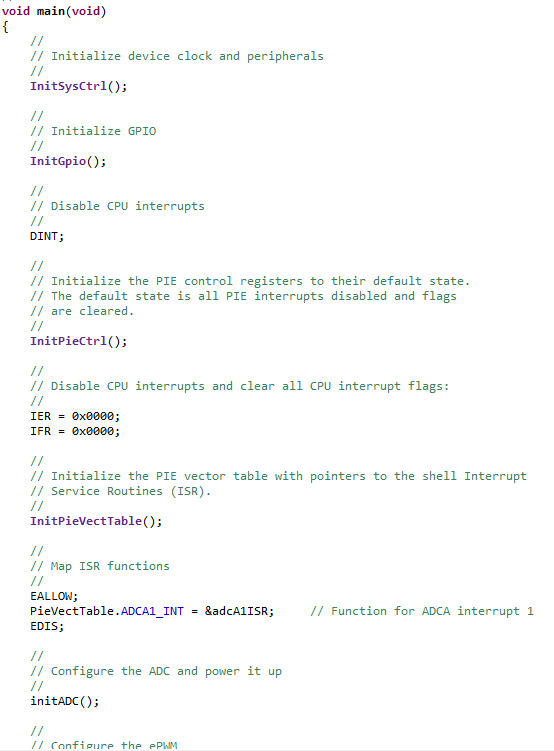 void main(void)
{
    //
    // Initialize device clock and peripherals
    //
    InitSysCtrl();

    //
    // Initialize GPIO
    //
    InitGpio();

    //
    // Disable CPU interrupts
    //
    DINT;

    //
    // Initialize the PIE control registers to their default state.
    // The default state is all PIE interrupts disabled and flags
    // are cleared.
    //
    InitPieCtrl();

    //
    // Disable CPU interrupts and clear all CPU interrupt flags:
    //
    IER = 0x0000;
    IFR = 0x0000;

    //
    // Initialize the PIE vector table with pointers to the shell Interrupt
    // Service Routines (ISR).
    //
    InitPieVectTable();

    //
    // Map ISR functions
    //
    EALLOW;
    PieVectTable.ADCA1_INT = &adcA1ISR;     // Function for ADCA interrupt 1
    EDIS;

    //
    // Configure the ADC and power it up
    //
    initADC();

    //
    // Configure the ePWM